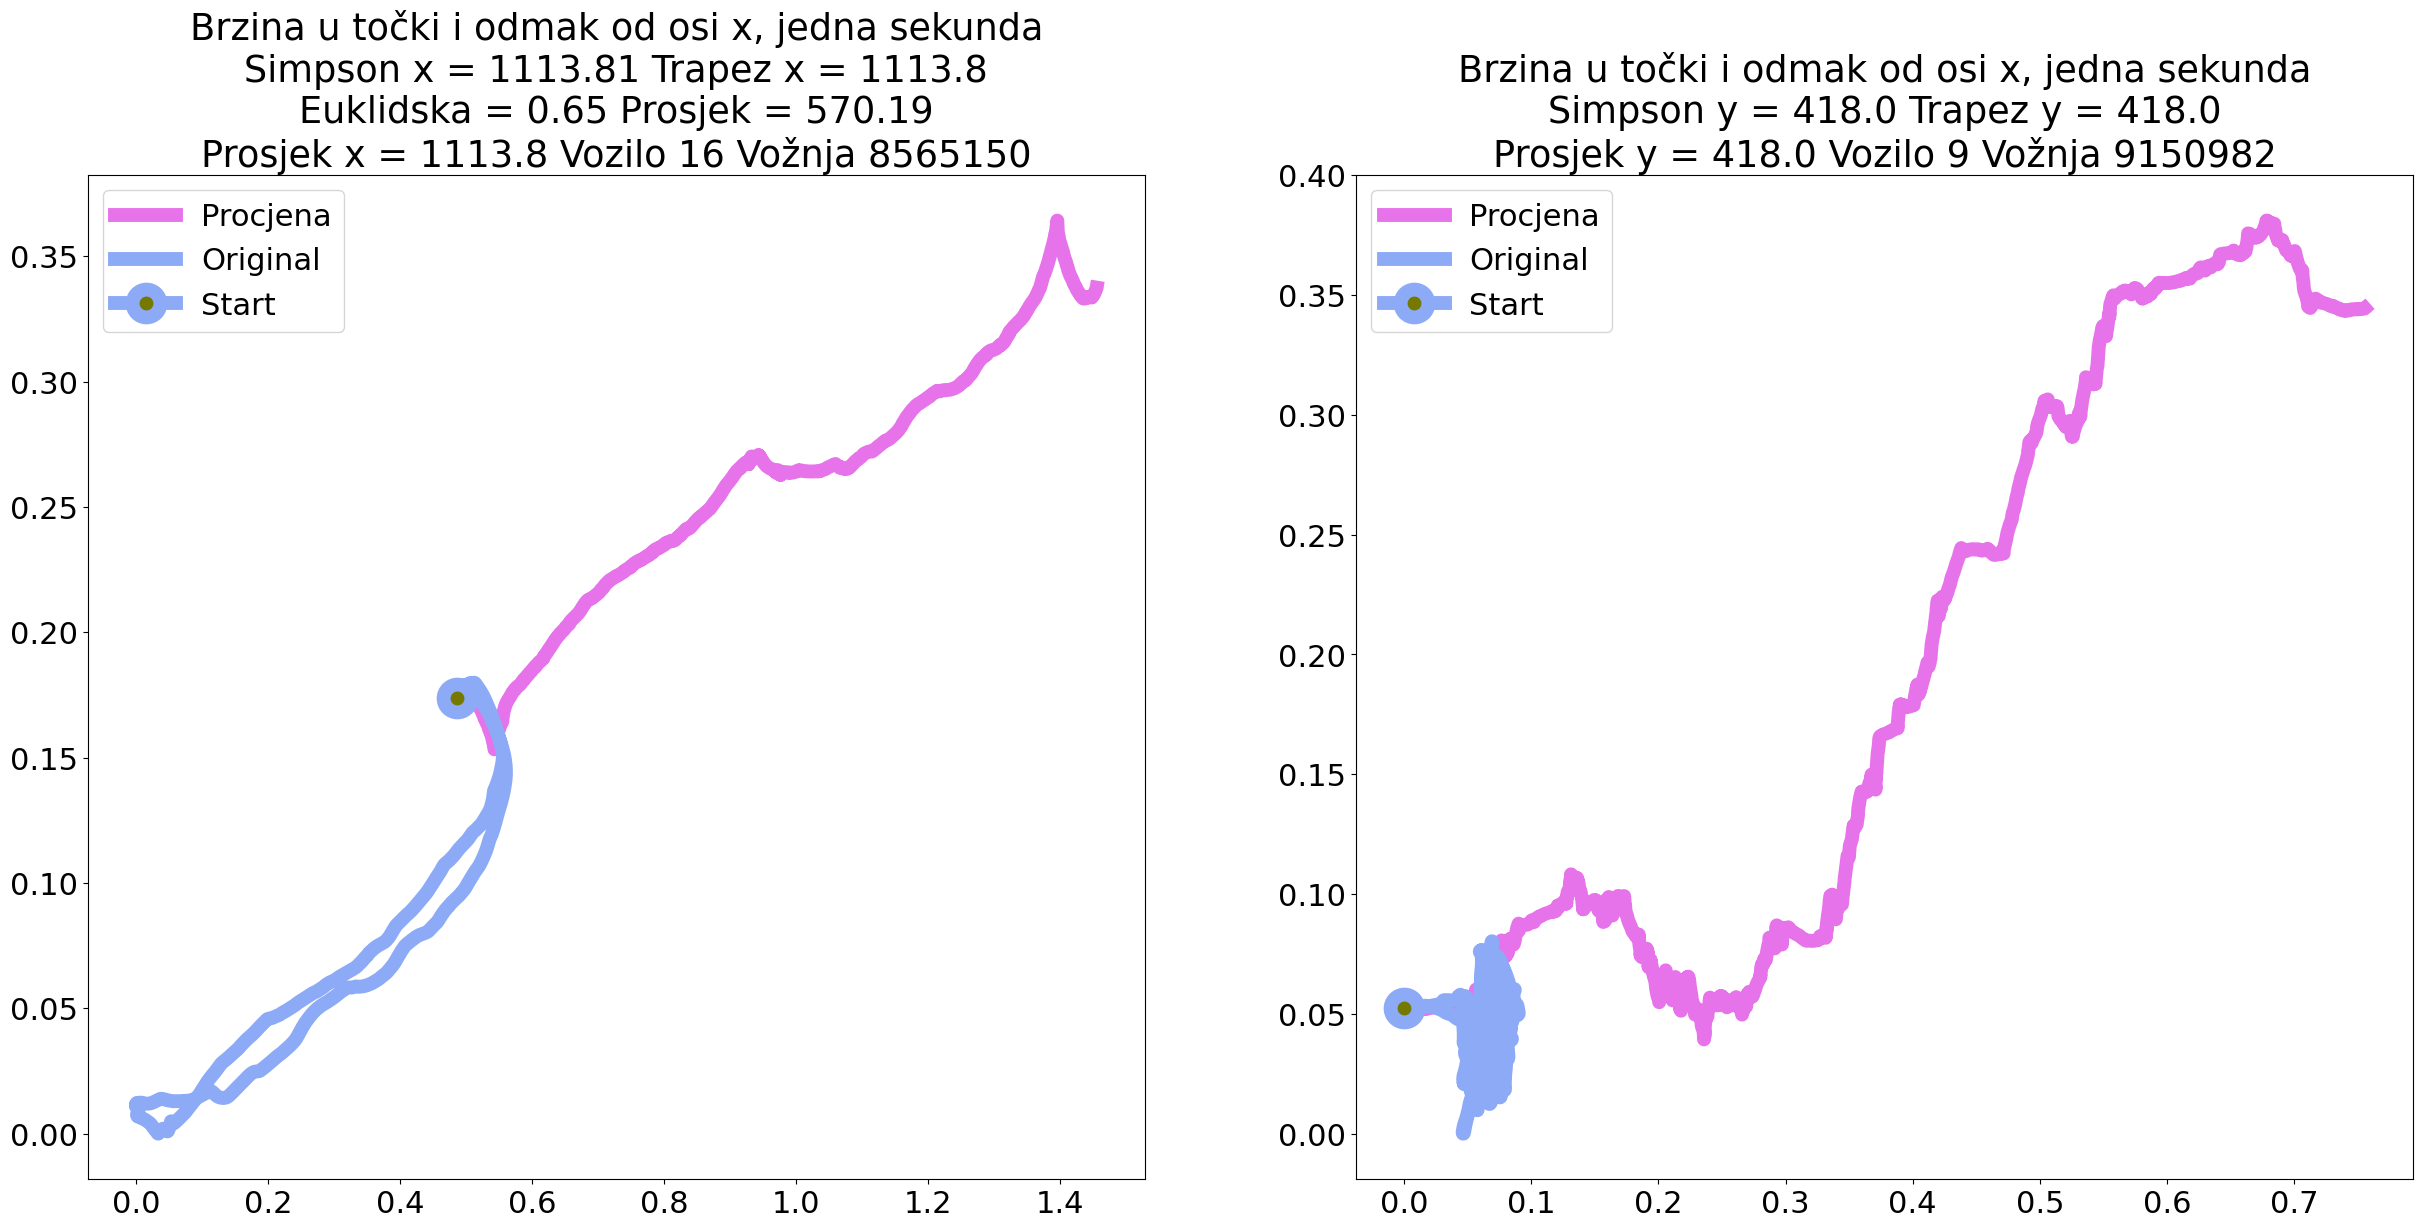 Brzina u točki i odmak od osi x, jedna sekunda
Simpson x = 1113.81 Trapez x = 1113.8
Euklidska = 0.65 Prosjek = 570.19
Prosjek x = 1113.8 Vozilo 16 Vožnja 8565150
Procjena
Original
Start
0.35
0.30
0.25
0.20
0.15
0.10
0.05
0.00
0.0 0.2 0.4 0.6 0.8 1.0 1.2 1.4
Brzina u točki i odmak od osi x, jedna sekunda
Simpson y = 418.0 Trapez y = 418.0
Prosjek y = 418.0 Vozilo 9 Vožnja 9150982
Procjena
Original
Start
0.40
0.35
0.30
0.25
0.20
0.15
0.10
0.05
0.00
0.0 0.1 0.2 0.3 0.4 0.5 0.6 0.7